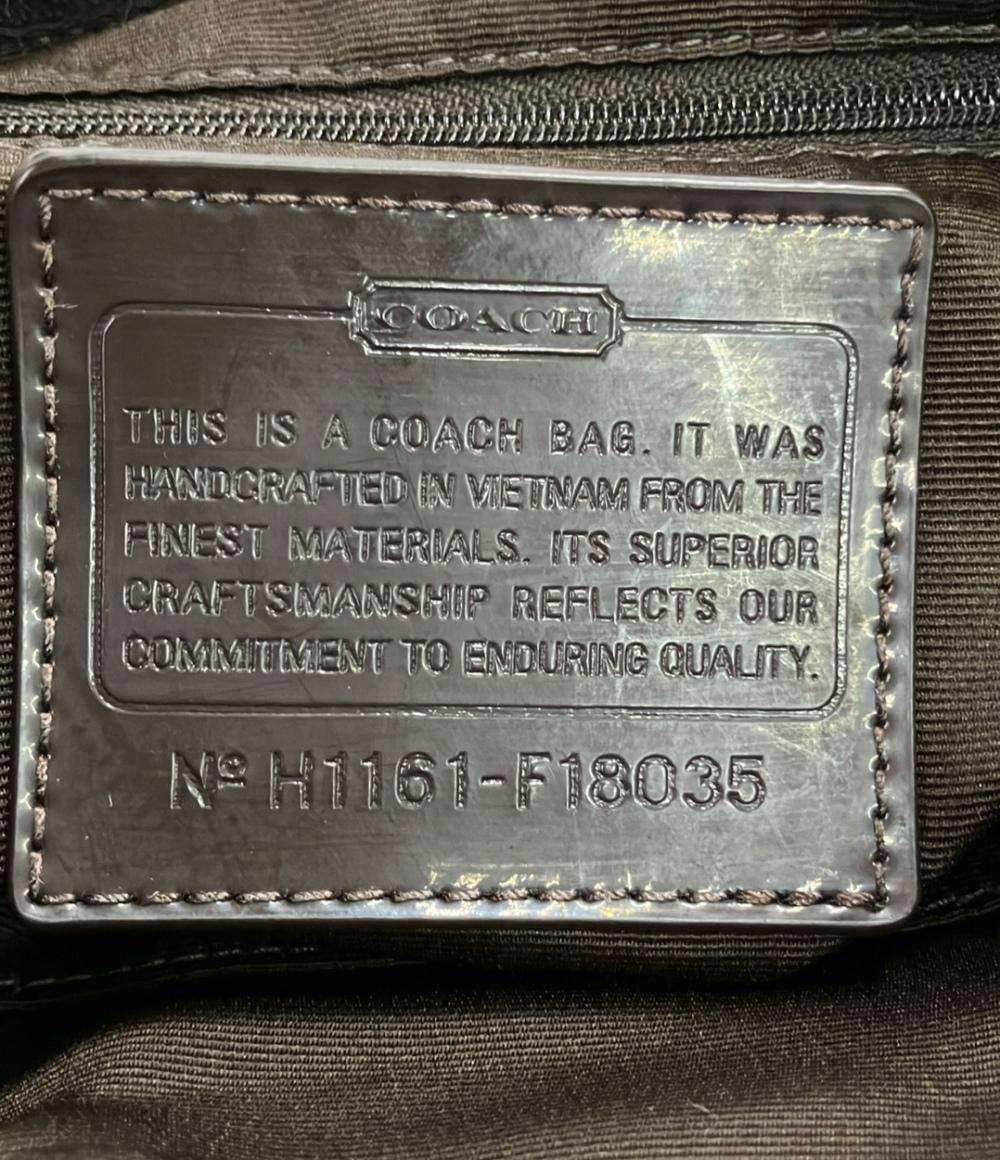 COACH
THIS IS A COACH BAG. IT WAS
HANDCRAFTED IN VIETNAM FROM THE
FINEST MATERIALS. ITS SUPERIOR
CRAFTSMANSHIP REFLECTS OUR
COMMITMENT TO ENDURING QUALITY.
Nº H1161-F18035